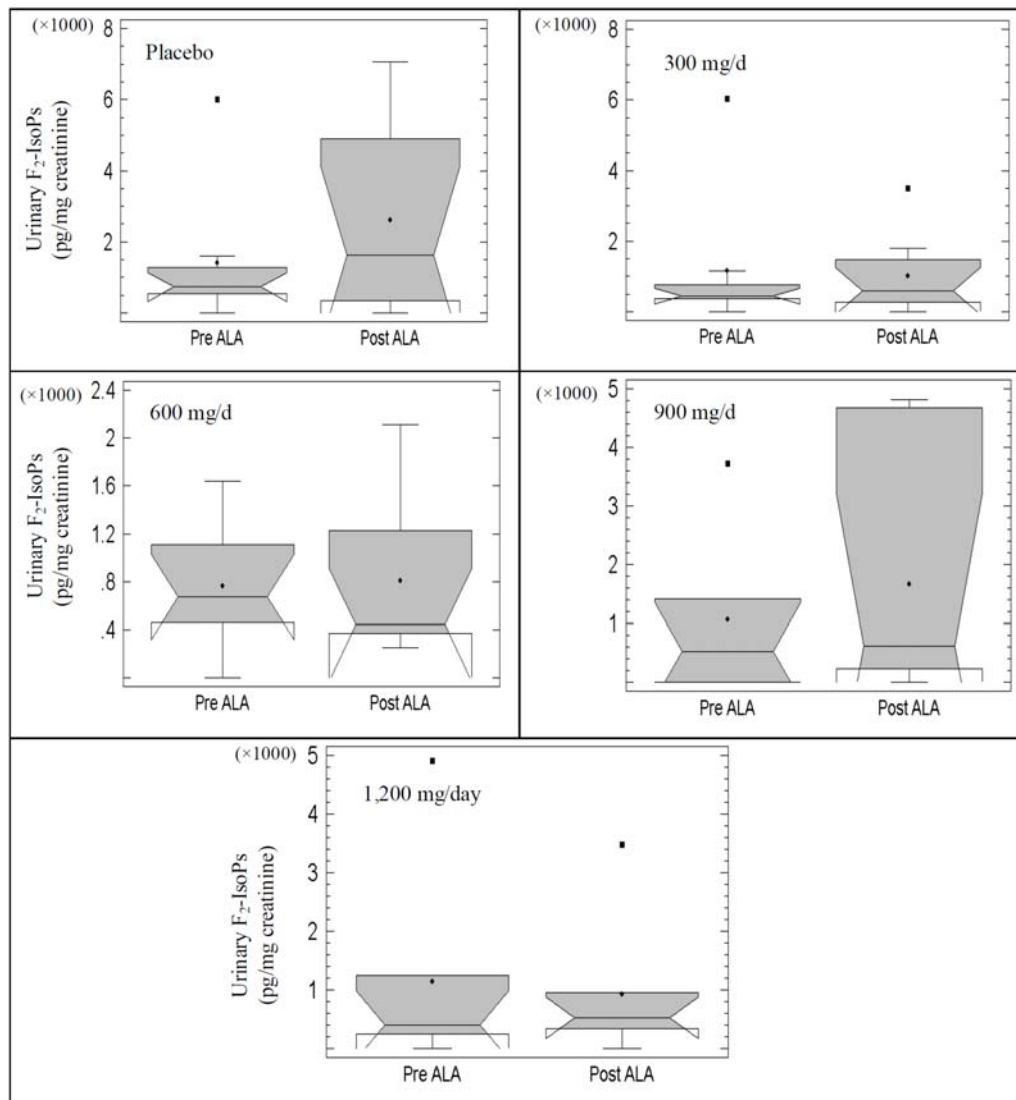 (×1000)
Placebo
Urinary F₂-IsoPs
(pg/mg creatinine)
8
6
4
2
Pre ALA
Post ALA
(×1000)
300 mg/d
8
6
4
2
Pre ALA
Post ALA
(×1000)
600 mg/d
Urinary F₂-IsoPs
(pg/mg creatinine)
2.4
2
1.6
1.2
.8
.4
Pre ALA
Post ALA
(×1000)
900 mg/d
5
4
3
2
1
Pre ALA
Post ALA
(×1000)
1,200 mg/day
Urinary F₂-IsoPs
(pg/mg creatinine)
5
4
3
2
1
Pre ALA
Post ALA